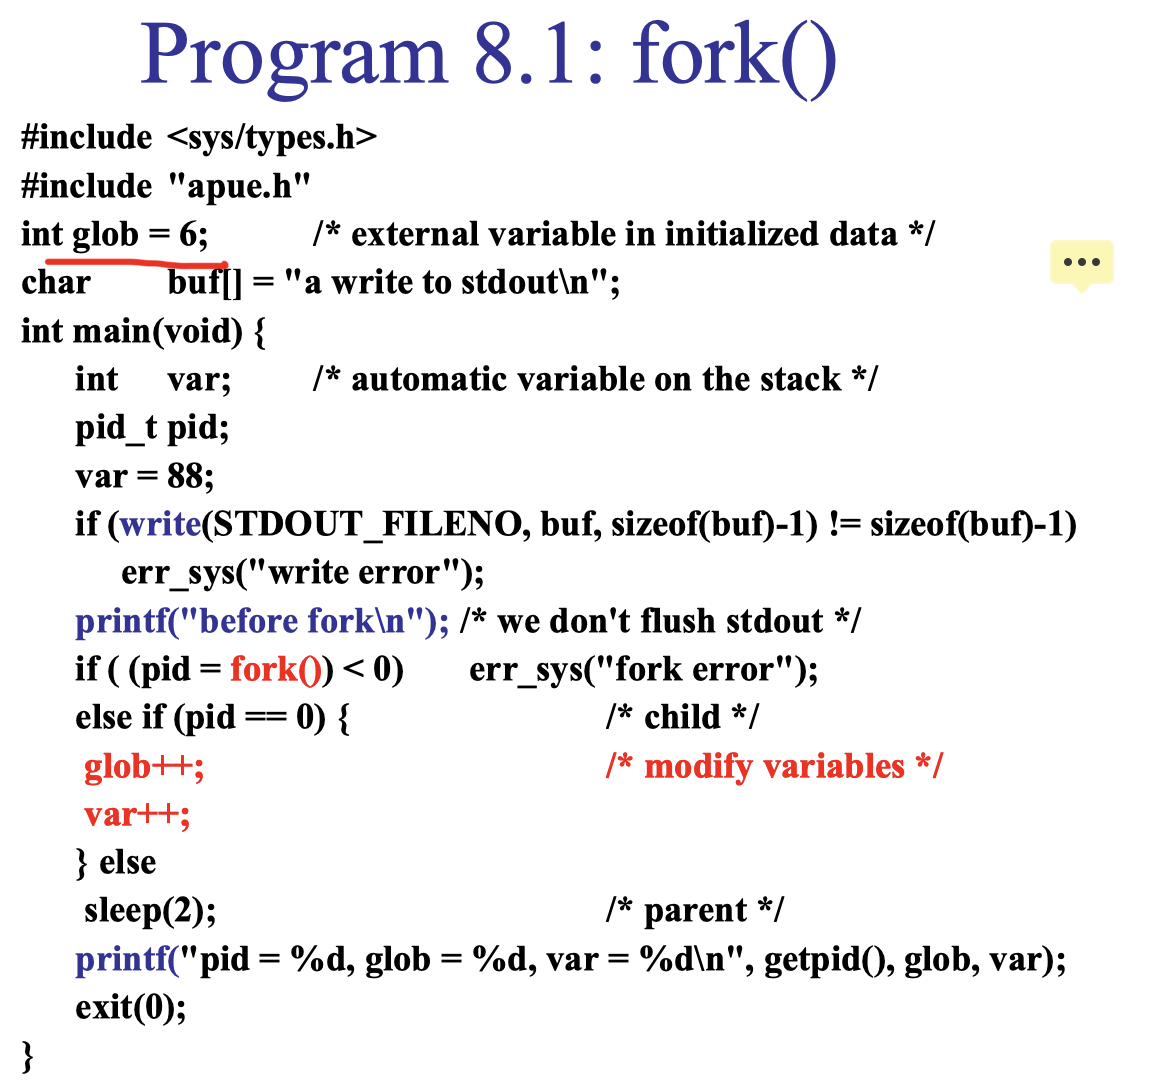 Program 8.1: fork()
#include <sys/types.h>
#include "apue.h"
int glob = 6; /* external variable in initialized data */
char buf[] = "a write to stdout\n";
int main(void) {
int var; /* automatic variable on the stack */
pid_t pid;
var = 88;
if (write(STDOUT_FILENO, buf, sizeof(buf)-1) != sizeof(buf)-1)
err_sys("write error");
printf("before fork\n"); /* we don't flush stdout */
if ( (pid = fork()) < 0) err_sys("fork error");
else if (pid == 0) { /* child */
glob++; /* modify variables */
var++;
} else
sleep(2); /* parent */
printf("pid = %d, glob = %d, var = %d\n", getpid(), glob, var);
exit(0);
}